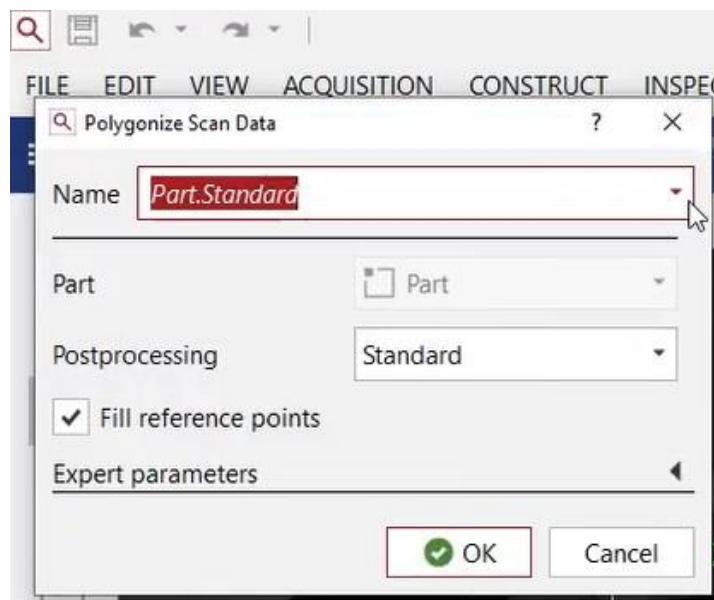 FILE EDIT VIEW ACQUISITION CONSTRUCT INSPE
Polygonize Scan Data ? ×
Name Part.Standard
Part Part
Postprocessing Standard
Fill reference points
Expert parameters
OK Cancel